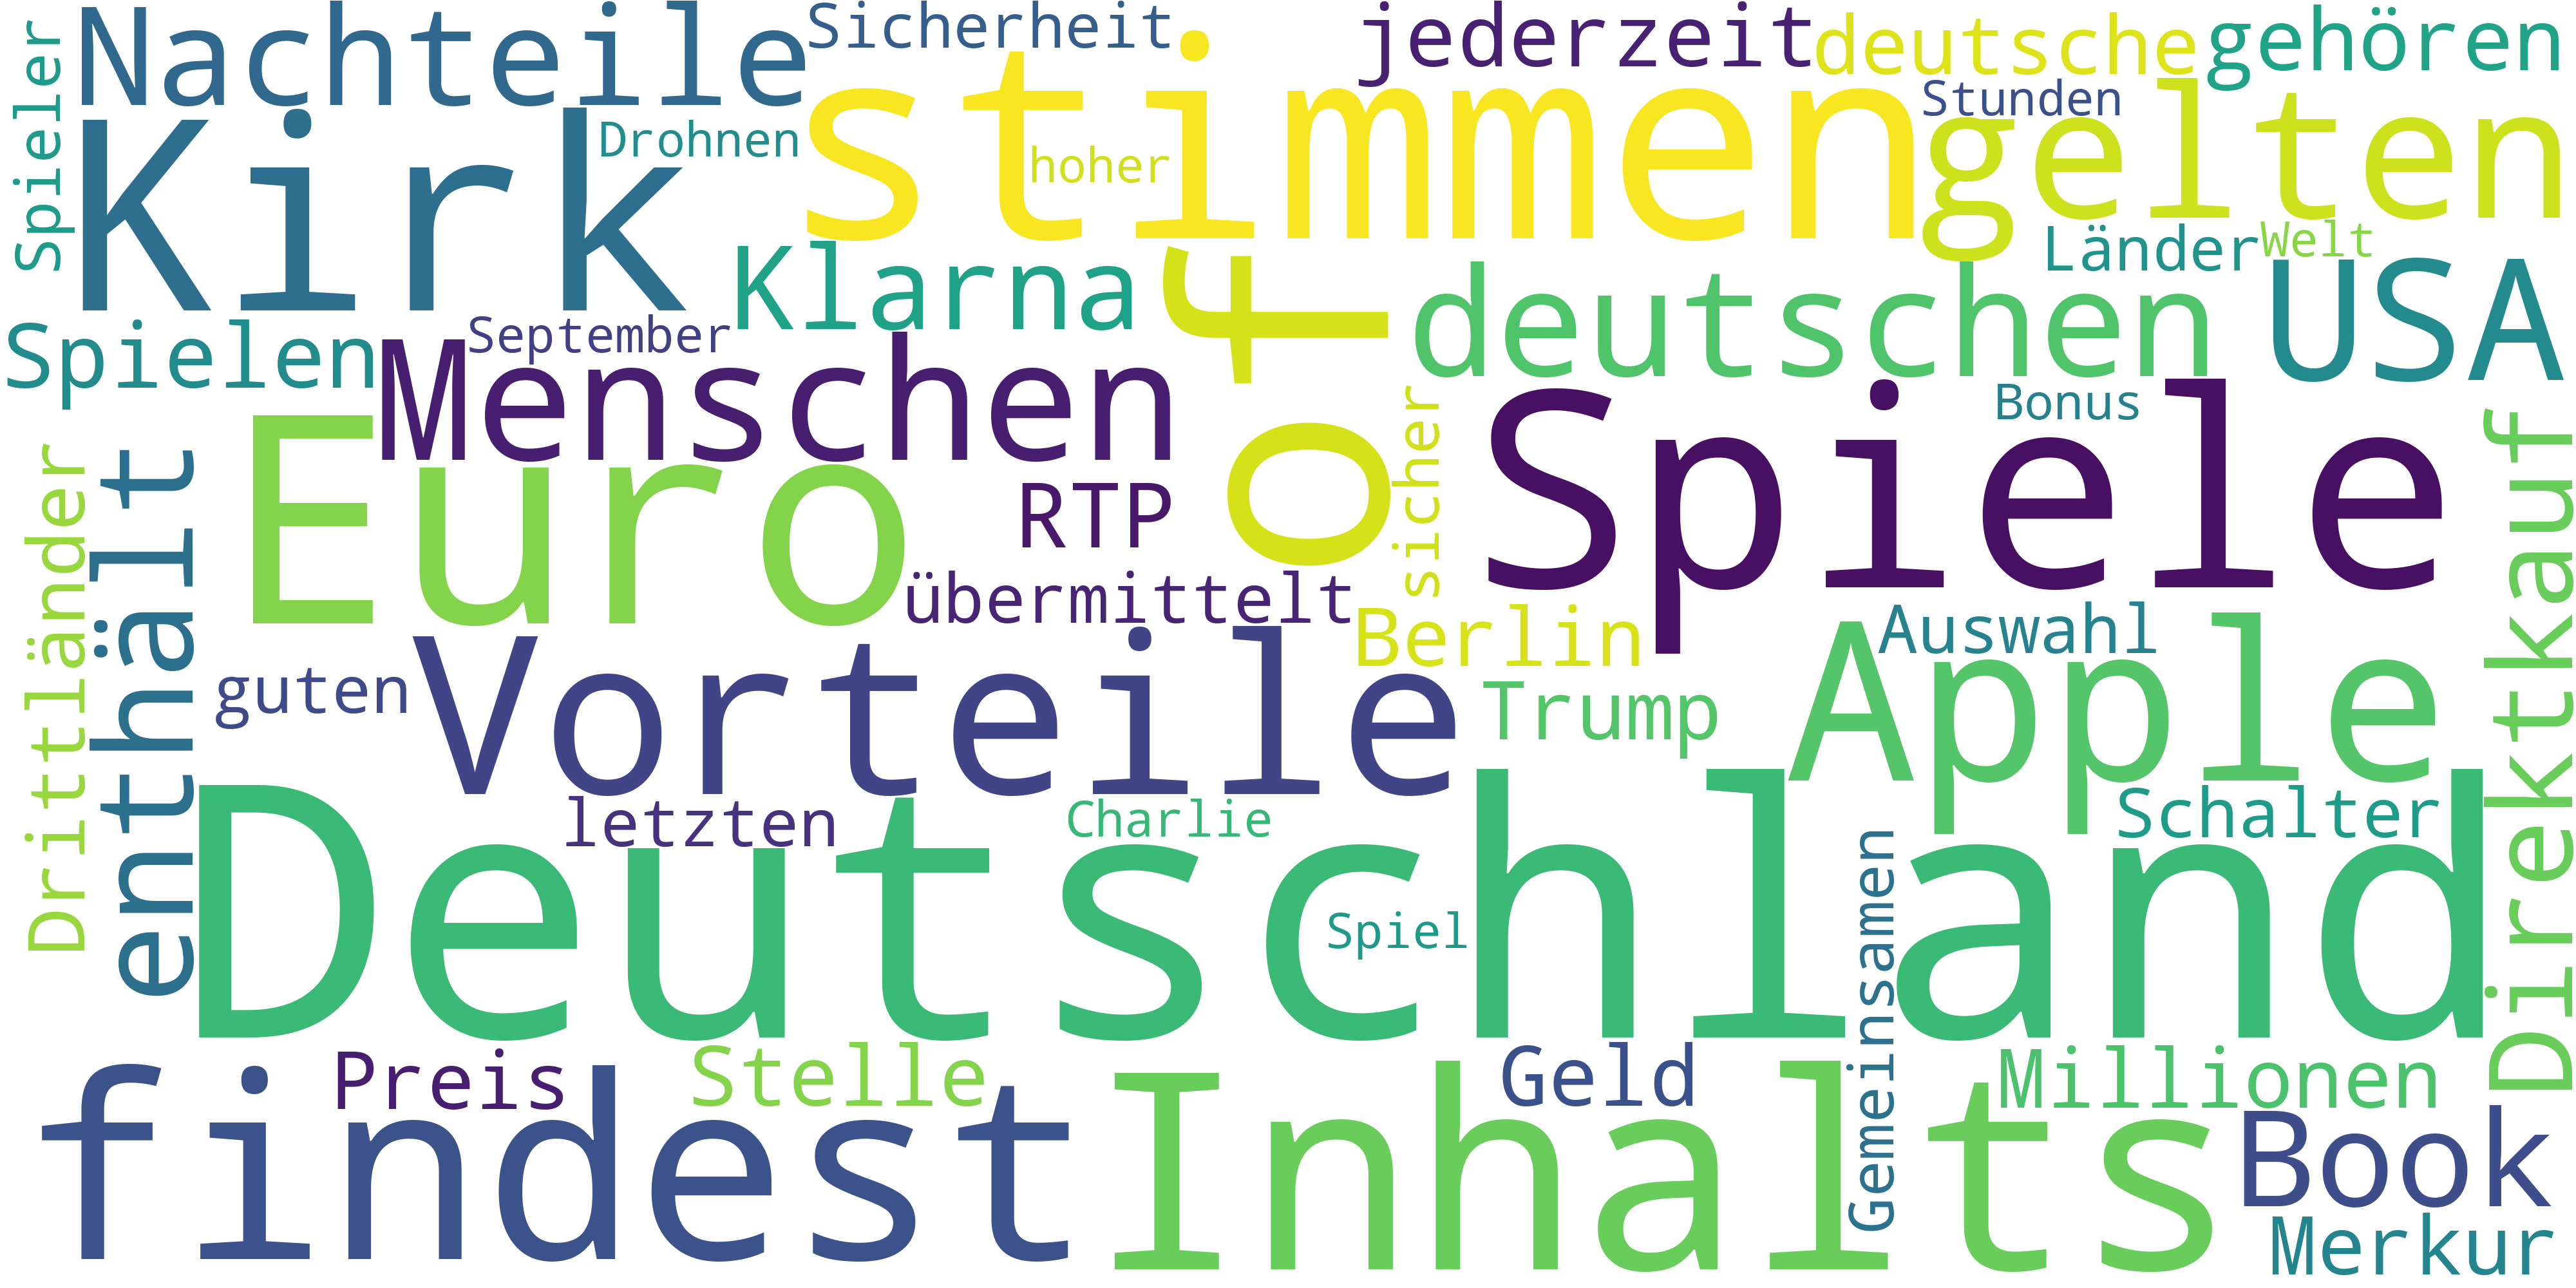 Nachteile
Sicherheit
jederzeit
deutsche
gehören
Spieler
Kirk
Drohnen
stimmen
hoher
Stunden
gelten
Klarna
of
Länder
Welt
deutschen
USA
Spielen
September
Menschen
Euro
RTP
sicher
Spiele
Bonus
Direktkauf
Drittländer
enthält
übermittelt
Berlin
Auswahl
guten
Vorteile
Trump
Apple
letzten
Charlie
Schalter
Deutschland
Spiel
Gemeinsamen
findest
Preis
Stelle
Inhalts
Geld
Millionen
Book
Merkur